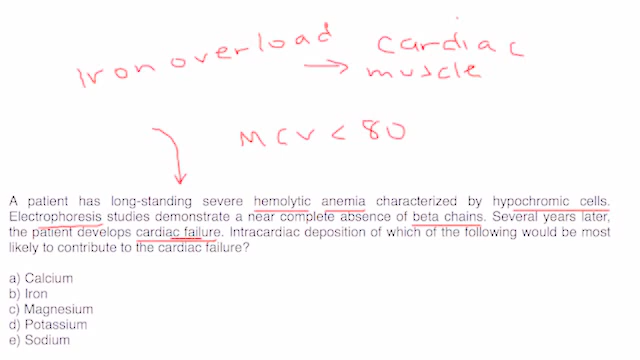 Iron overload → cardiac
muscle
MCV < 80
A patient has long-standing severe hemolytic anemia characterized by hypochromic cells.
Electrophoresis studies demonstrate a near complete absence of beta chains. Several years later,
the patient develops cardiac failure. Intracardiac deposition of which of the following would be most
likely to contribute to the cardiac failure?
a) Calcium
b) Iron
c) Magnesium
d) Potassium
e) Sodium